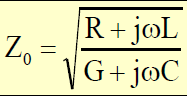 Z₀ = √((R + jωL) / (G + jωC))